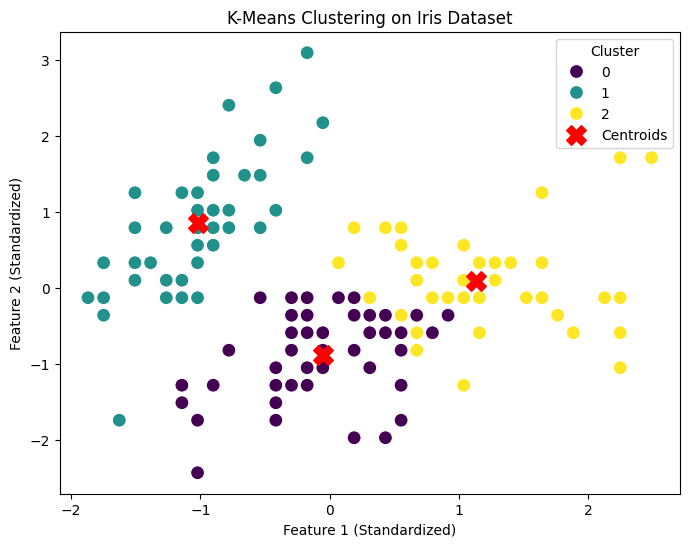 K-Means Clustering on Iris Dataset
Cluster
0
1
2
Centroids
3
2
1
0
−1
−2
Feature 2 (Standardized)
−2
−1
0
1
2
Feature 1 (Standardized)